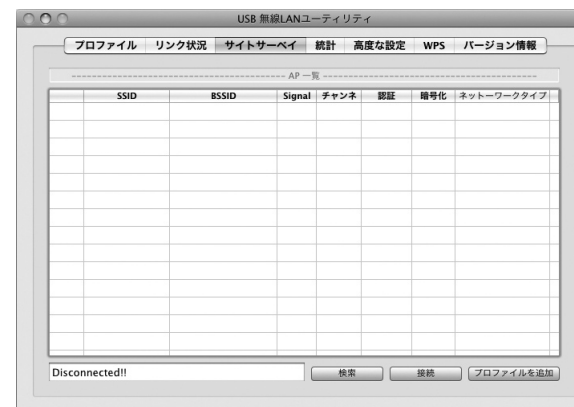 USB 無線LANユーティリティ
プロファイル リンク状況 サイトサーベイ 統計 高度な設定 WPS バージョン情報
AP 一覧
SSID BSSID Signal チャンネ 認証 暗号化 ネットーワークタイプ
Disconnected!! 検索 接続 プロファイルを追加